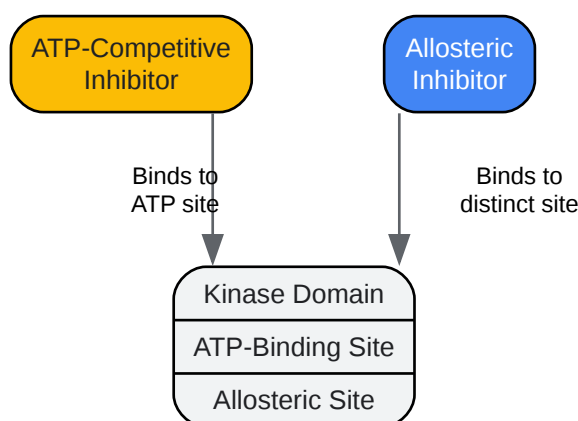 ATP-Competitive
Inhibitor
Allosteric
Inhibitor
Binds to
ATP site
Binds to
distinct site
Kinase Domain
ATP-Binding Site
Allosteric Site